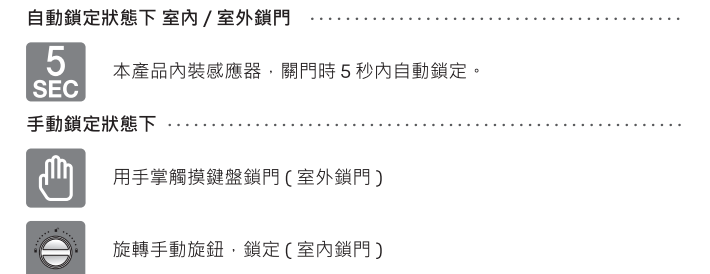 自動鎖定狀態下 室內 / 室外鎖門
5
SEC
本產品內裝感應器，關門時 5 秒內自動鎖定。
手動鎖定狀態下
用手掌觸摸鍵盤鎖門 ( 室外鎖門 )
旋轉手動旋鈕，鎖定 ( 室內鎖門 )